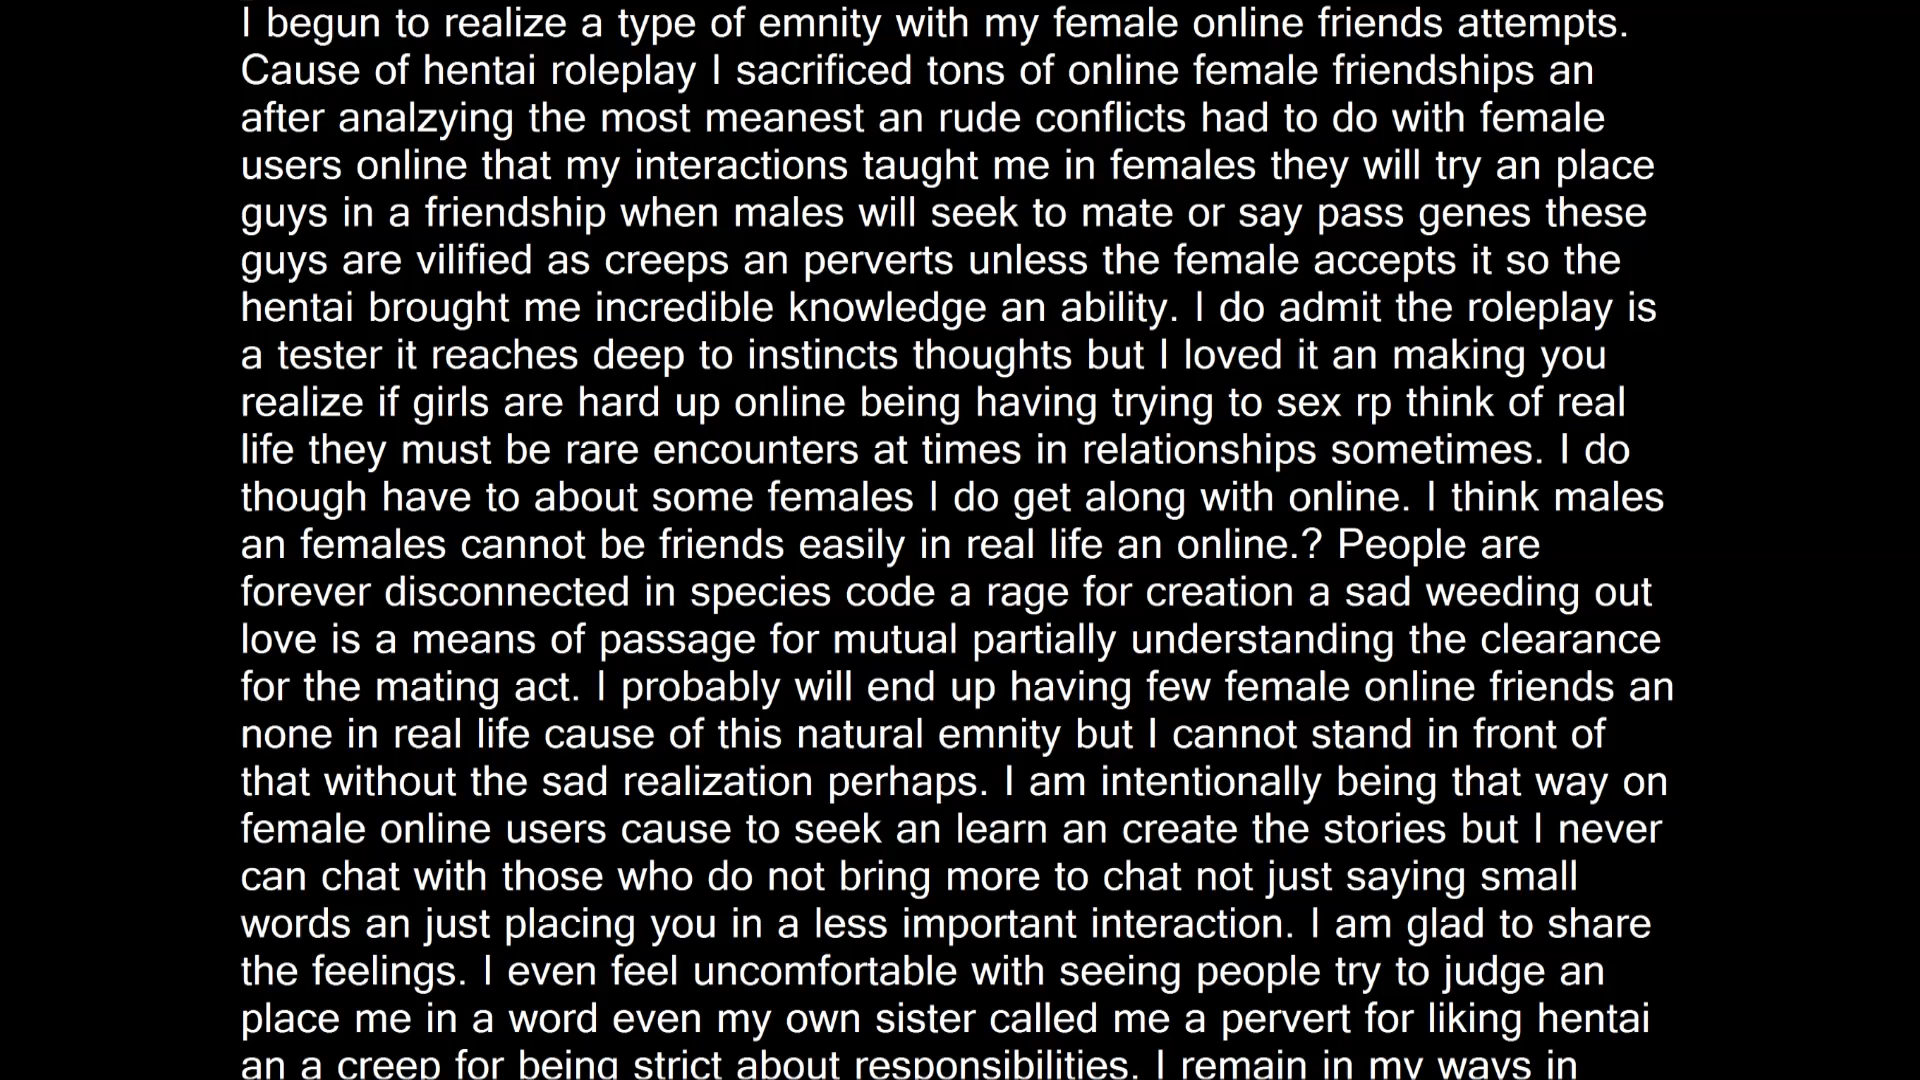 I begun to realize a type of emnity with my female online friends attempts.
Cause of hentai roleplay I sacrificed tons of online female friendships an
after analzying the most meanest an rude conflicts had to do with female
users online that my interactions taught me in females they will try an place
guys in a friendship when males will seek to mate or say pass genes these
guys are vilified as creeps an perverts unless the female accepts it so the
hentai brought me incredible knowledge an ability. I do admit the roleplay is
a tester it reaches deep to instincts thoughts but I loved it an making you
realize if girls are hard up online being having trying to sex rp think of real
life they must be rare encounters at times in relationships sometimes. I do
though have to about some females I do get along with online. I think males
an females cannot be friends easily in real life an online.? People are
forever disconnected in species code a rage for creation a sad weeding out
love is a means of passage for mutual partially understanding the clearance
for the mating act. I probably will end up having few female online friends an
none in real life cause of this natural emnity but I cannot stand in front of
that without the sad realization perhaps. I am intentionally being that way on
female online users cause to seek an learn an create the stories but I never
can chat with those who do not bring more to chat not just saying small
words an just placing you in a less important interaction. I am glad to share
the feelings. I even feel uncomfortable with seeing people try to judge an
place me in a word even my own sister called me a pervert for liking hentai
an a creep for being strict about responsibilities. I remain in my ways in